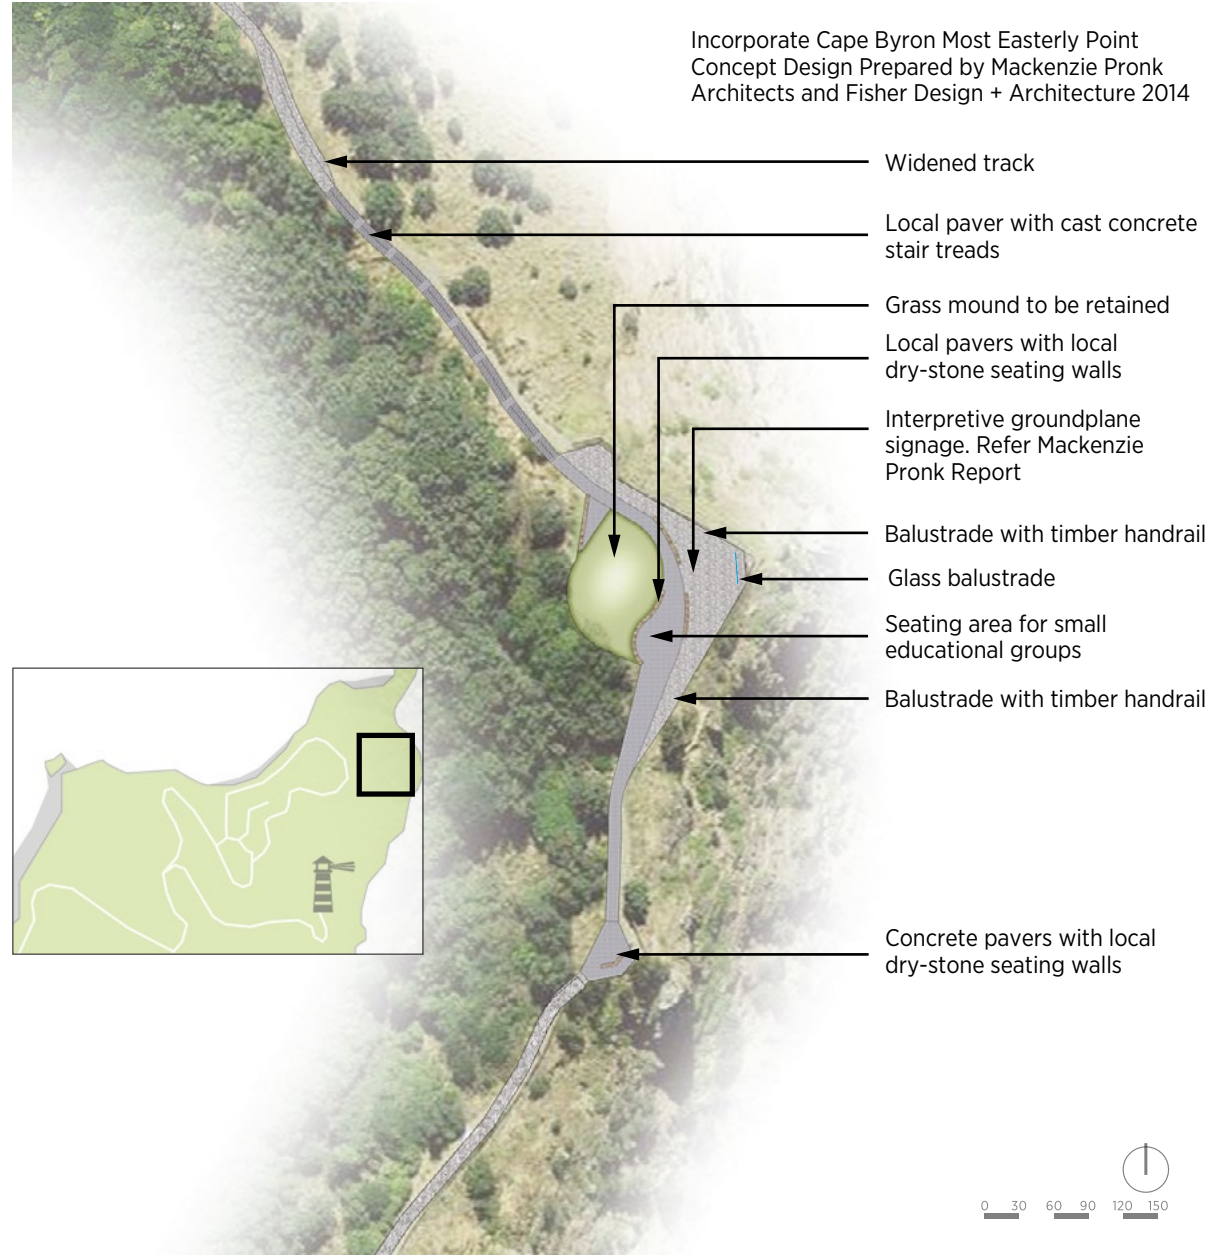 Incorporate Cape Byron Most Easterly Point
Concept Design Prepared by Mackenzie Pronk
Architects and Fisher Design + Architecture 2014
Widened track
Local paver with cast concrete
stair treads
Grass mound to be retained
Local pavers with local
dry-stone seating walls
Interpretive groundplane
signage. Refer Mackenzie
Pronk Report
Balustrade with timber handrail
Glass balustrade
Seating area for small
educational groups
Balustrade with timber handrail
Concrete pavers with local
dry-stone seating walls
0 30 60 90 120 150